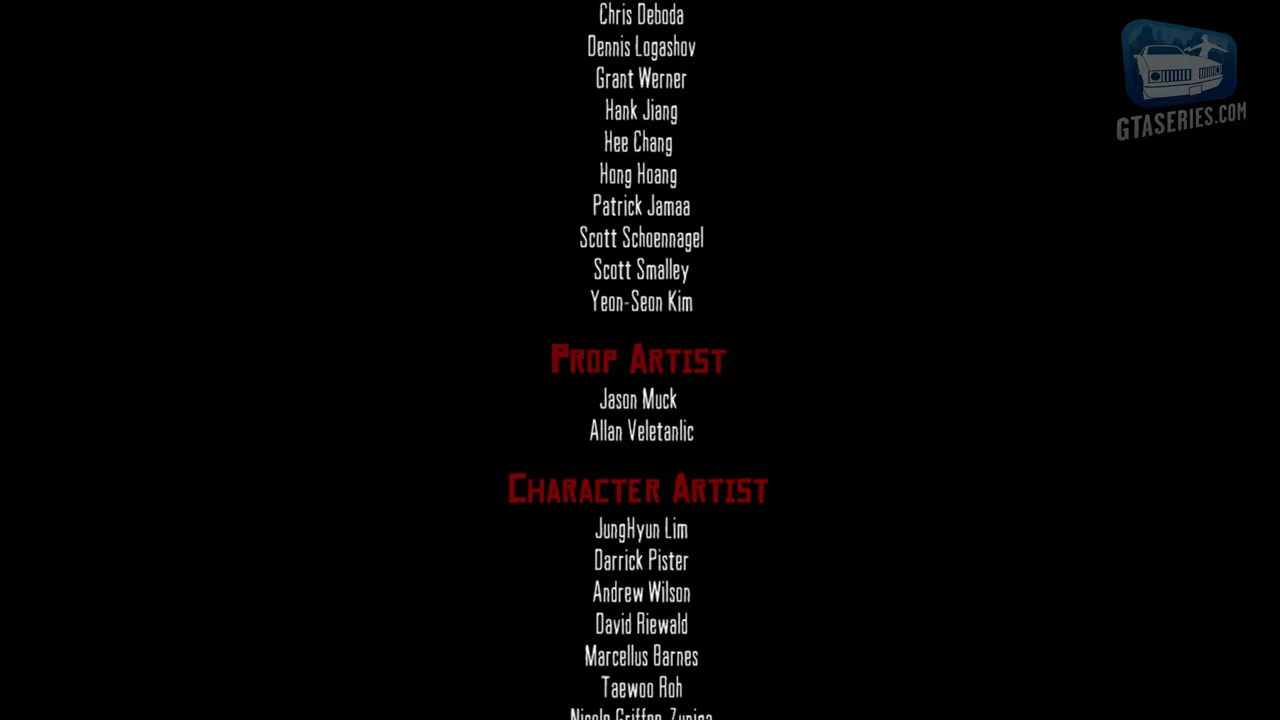 Chris Deboda
Dennis Logashov
Grant Werner
Hank Jiang
Hee Chang
Hong Hoang
Patrick Jamaa
Scott Schoennagel
Scott Smalley
Yeon-Seon Kim
Prop Artist
Jason Muck
Allan Veletanlic
Character Artist
JungHyun Lim
Darrick Pister
Andrew Wilson
David Riewald
Marcellus Barnes
Taewoo Roh
GTASERIES.COM